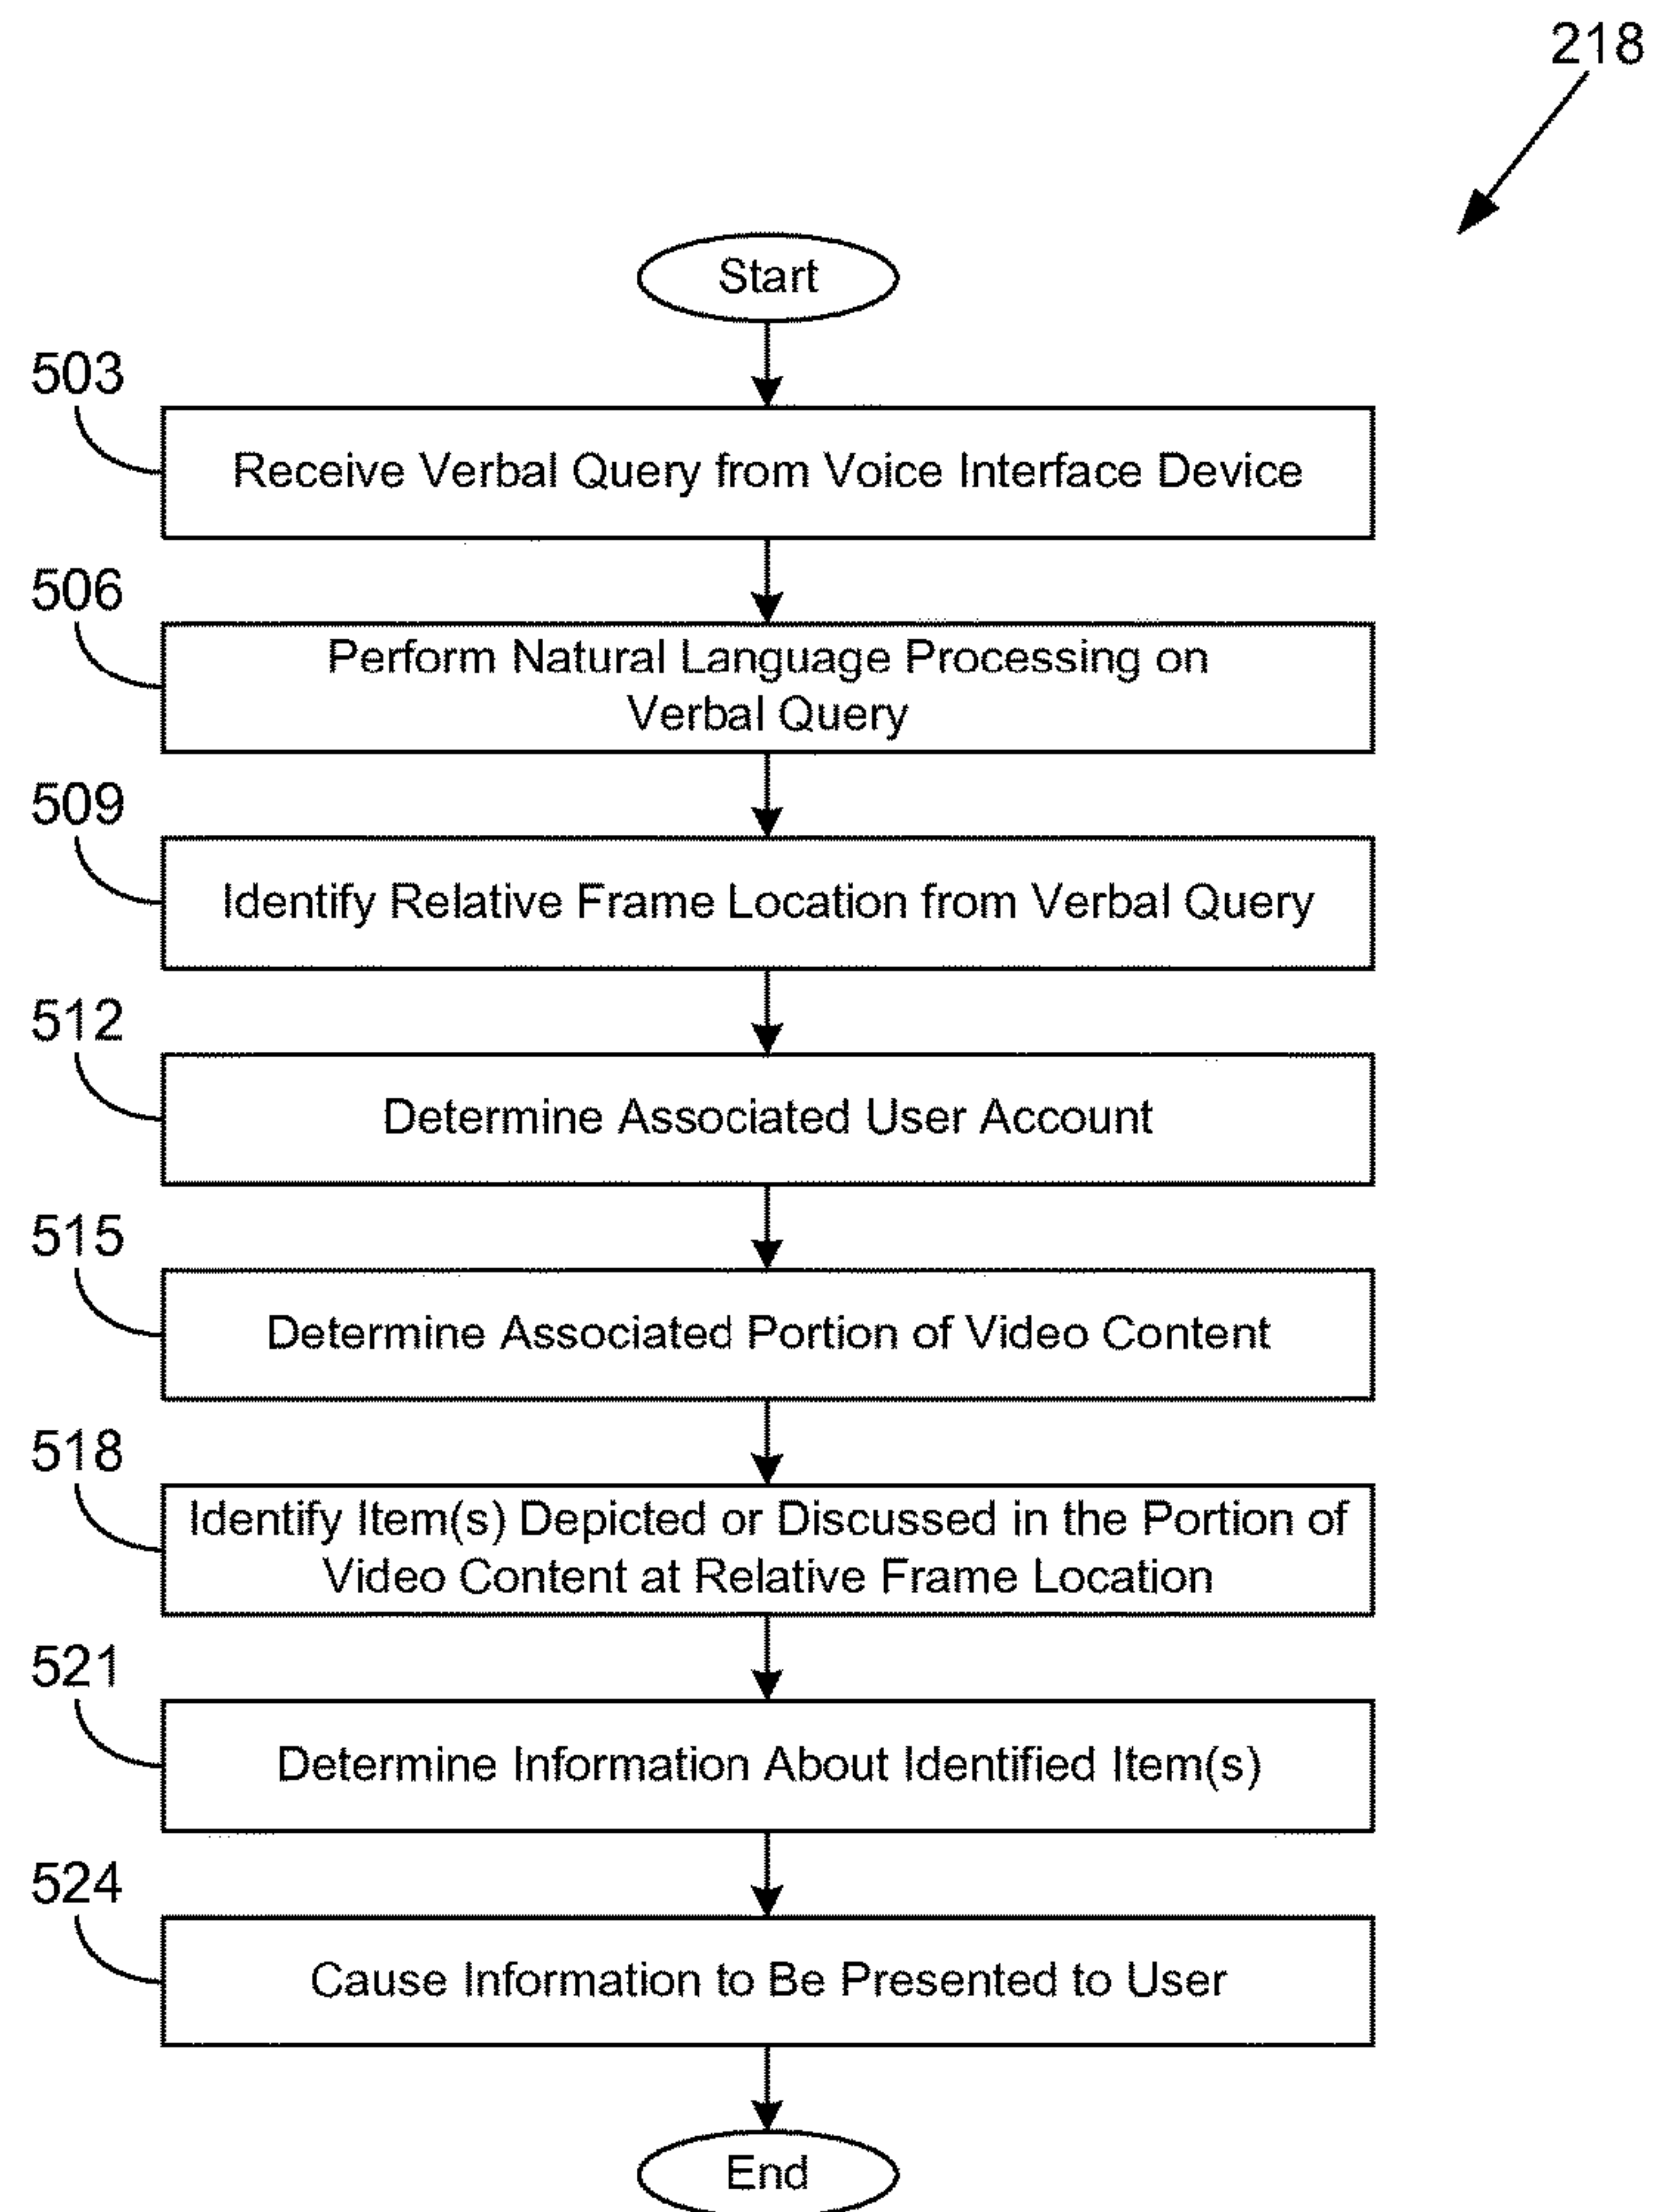 218
Start
503
Receive Verbal Query from Voice Interface Device
506
Perform Natural Language Processing on
Verbal Query
509
Identify Relative Frame Location from Verbal Query
512
Determine Associated User Account
515
Determine Associated Portion of Video Content
518
Identify Item(s) Depicted or Discussed in the Portion of
Video Content at Relative Frame Location
521
Determine Information About Identified Item(s)
524
Cause Information to Be Presented to User
End